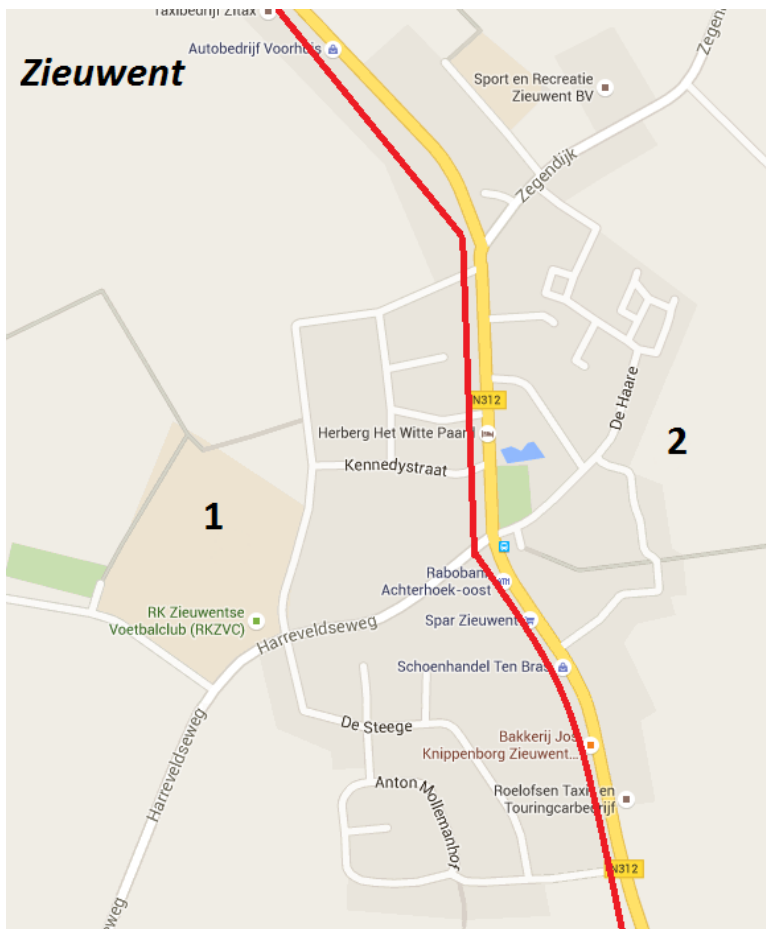 Taxibedrijf Zitax
Autobedrijf Voorhuis
Zieuwent
Sport en Recreatie
Zieuwent BV
Zegendijk
N312
Herberg Het Witte Paard
Kennedystraat
De Haare
2
1
Rabobank
Achterhoek-oost
RK Zieuwentse
Voetbalclub (RKZVC)
Harreveldseweg
Spar Zieuwent
Schoenhandel Ten Bras
De Steege
Bakkerij Jos
Knippenborg Zieuwent...
Harreveldseweg
Anton Mollemanhof
Roelofsen Taxi en
Touringcarbedrijf
N312